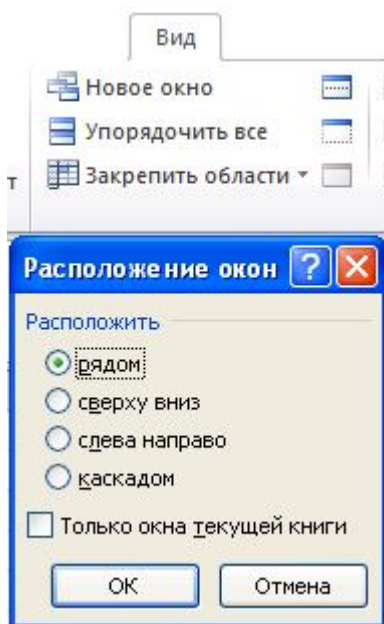 Вид
Новое окно
Упорядочить все
т
Закрепить области
Расположение окон
Расположить
рядом
сверху вниз
слева направо
каскадом
Только окна текущей книги
ОК
Отмена